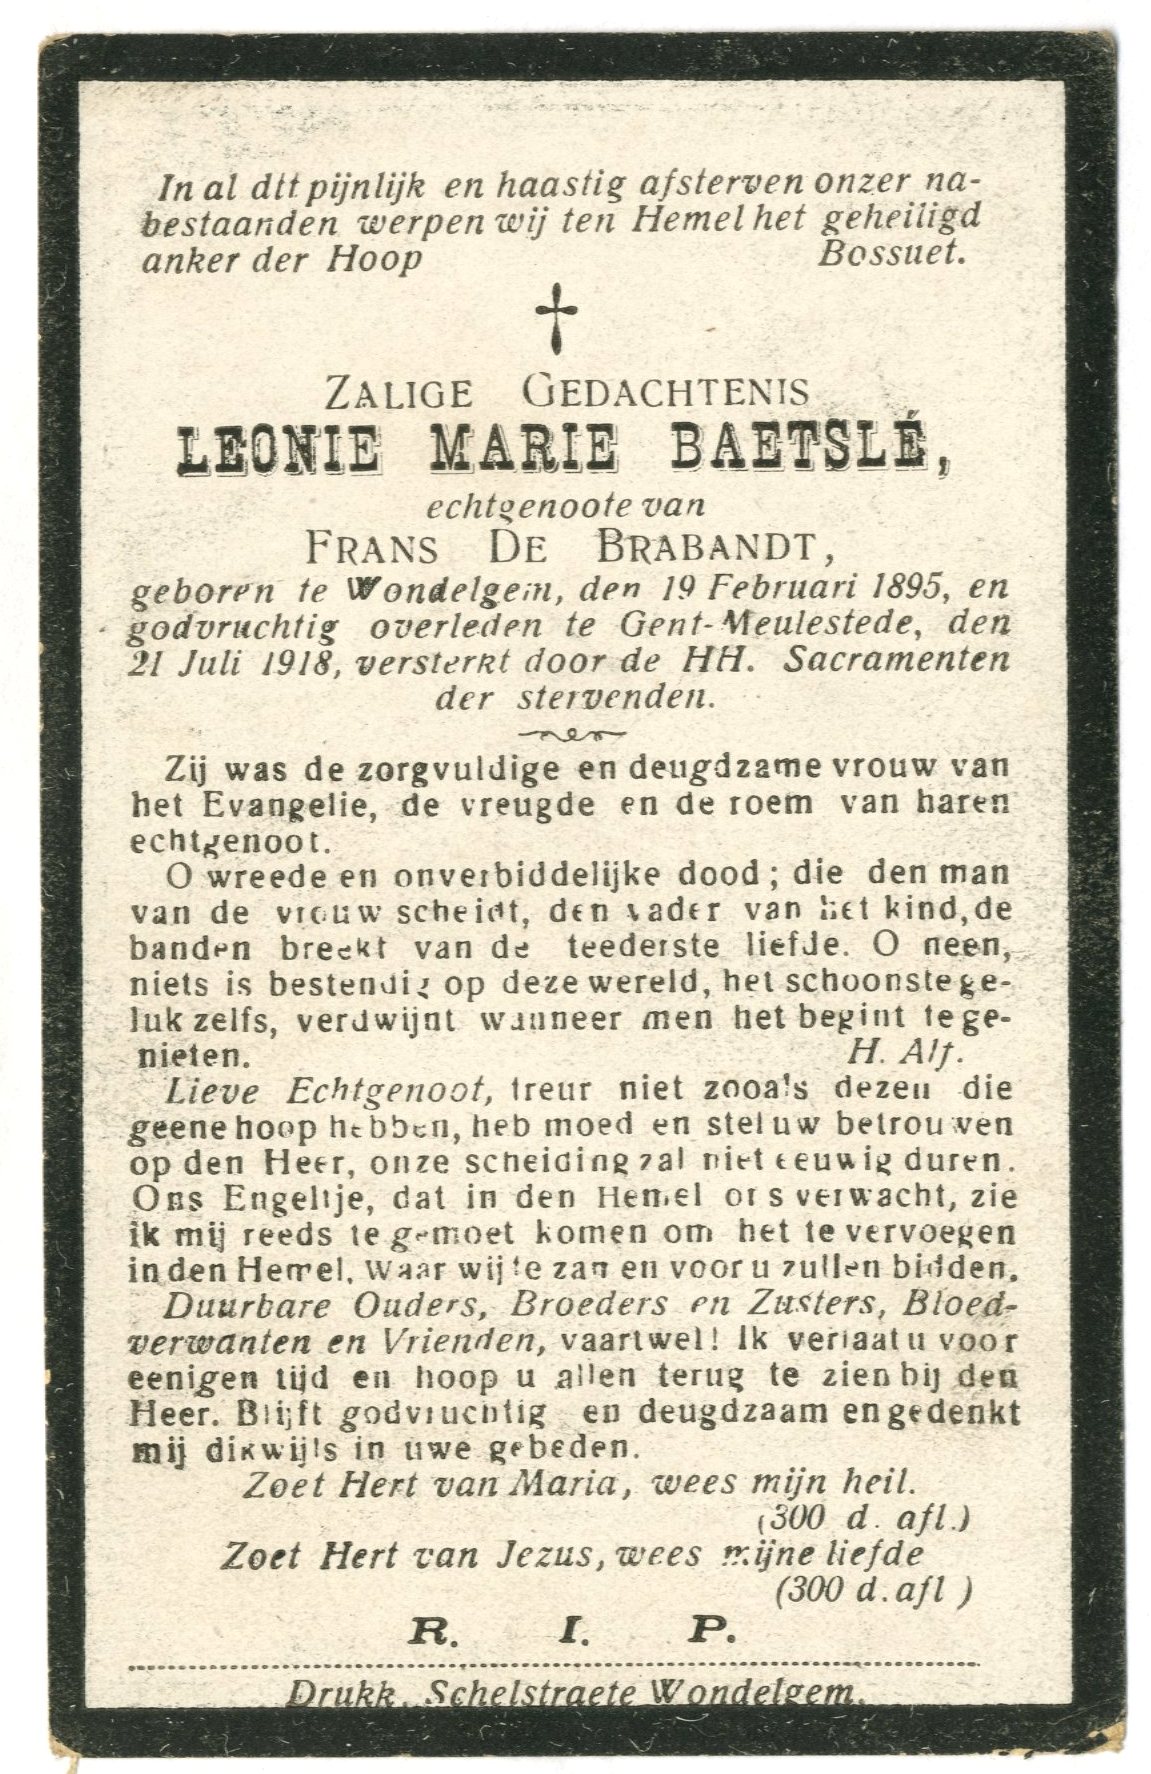 In al dit pijnlijk en haastig afsterven onzer na-
bestaanden werpen wij ten Hemel het geheiligd
anker der Hoop Bossuet.
ZALIGE GEDACHTENIS
LEONIE MARIE BAETSLÉ,
echtgenoote van
FRANS DE BRABANDT,
geboren te Wondelgem, den 19 Februari 1895, en
godvruchtig overleden te Gent-Meulestede, den
21 Juli 1918, versterkt door de HH. Sacramenten
der stervenden.
Zij was de zorgvuldige en deugdzame vrouw van
het Evangelie, de vreugde en de roem van haren
echtgenoot.
O wreede en onverbiddelijke dood ; die den man
van de vrouw scheidt, den vader van het kind, de
banden breekt van de teederste liefde. O neen,
niets is bestendig op deze wereld, het schoonste ge-
luk zelfs, verdwijnt wanneer men het begint te ge-
nieten. H. Alf.
Lieve Echtgenoot, treur niet zooals dezen die
geene hoop hebben, heb moed en stel uw betrouwen
op den Heer, onze scheiding zal niet eeuwig duren.
Ons Engeltje, dat in den Hemel ons verwacht, zie
ik mij reeds te gemoet komen om het te vervoegen
in den Hemel, waar wij te zamen voor u zullen bidden.
Duurbare Ouders, Broeders en Zusters, Bloed-
verwanten en Vrienden, vaartwel! Ik verlaat u voor
eenigen tijd en hoop u allen terug te zien bij den
Heer. Blijft godvruchtig en deugdzaam en gedenkt
mij dikwijls in uwe gebeden.
Zoet Hert van Maria, wees mijn heil.
(300 d. afl.)
Zoet Hert van Jezus, wees mijne liefde
(300 d. afl )
R. I. P.
Drukk. Schelstraete Wondelgem.